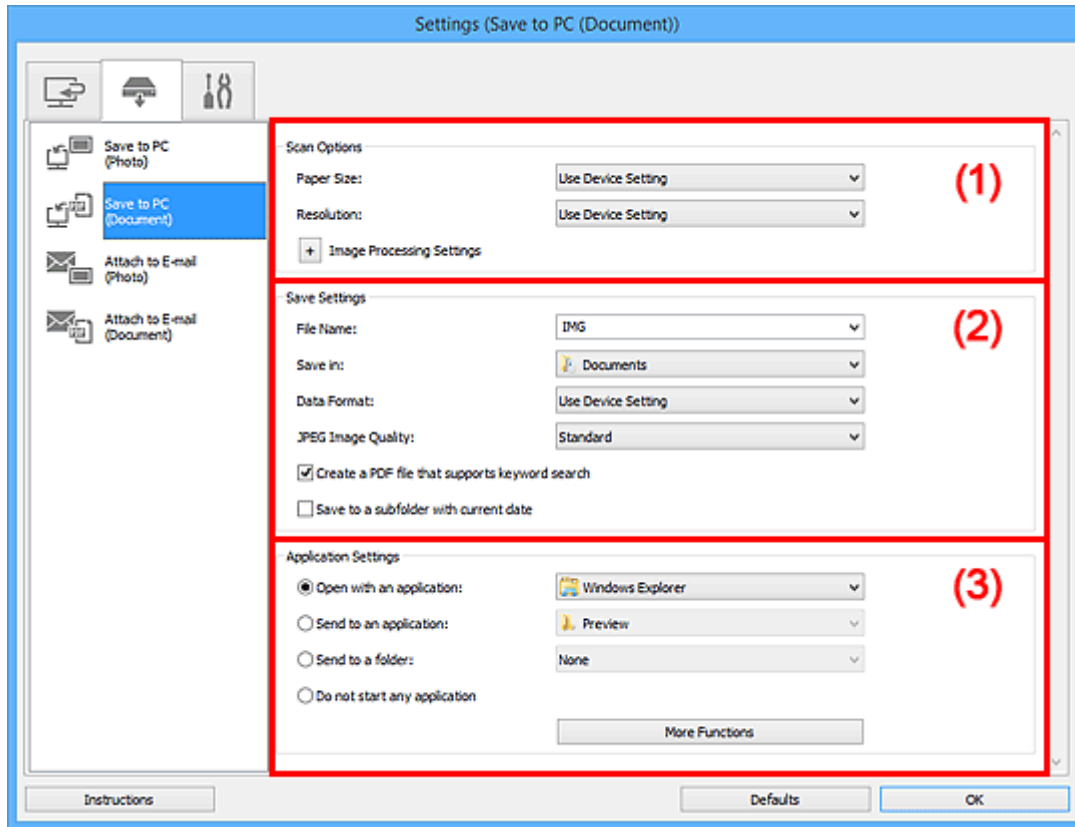 Settings (Save to PC (Document))
Save to PC
(Photo)
Save to PC
(Document)
Attach to E-mail
(Photo)
Attach to E-mail
(Document)
Scan Options
(1)
Paper Size: Use Device Setting
Resolution: Use Device Setting
+ Image Processing Settings
Save Settings
(2)
File Name: IMG
Save in: Documents
Data Format: Use Device Setting
JPEG Image Quality: Standard
Create a PDF file that supports keyword search
Save to a subfolder with current date
Application Settings
(3)
Open with an application: Windows Explorer
Send to an application: Preview
Send to a folder: None
Do not start any application
More Functions
Instructions Defaults OK